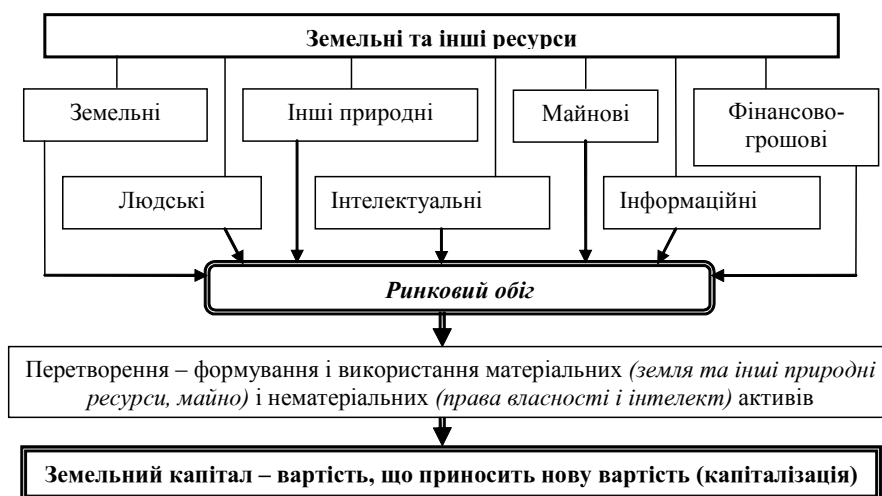 Земельні та інші ресурси
Земельні
Інші природні
Майнові
Фінансово-
грошові
Людські
Інтелектуальні
Інформаційні
Ринковий обіг
Перетворення – формування і використання матеріальних (земля та інші природні
ресурси, майно) і нематеріальних (права власності і інтелект) активів
Земельний капітал – вартість, що приносить нову вартість (капіталізація)